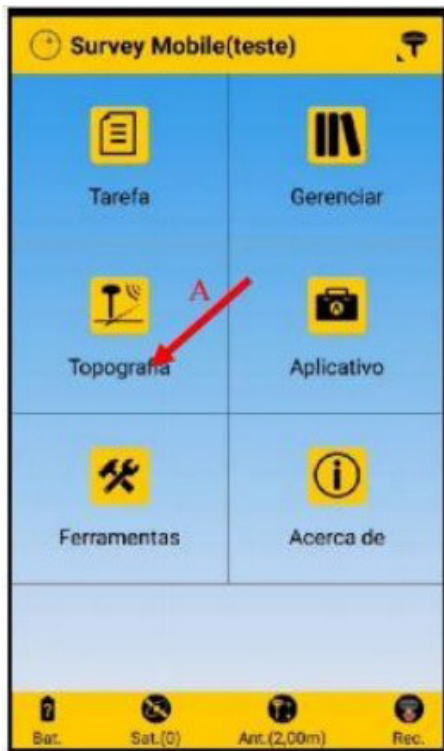 Survey Mobile(teste)
Tarefa
Gerenciar
A
Topografia
Aplicativo
Ferramentas
Acerca de
Bat.
Sat.(0)
Ant.(2,00m)
Rec.